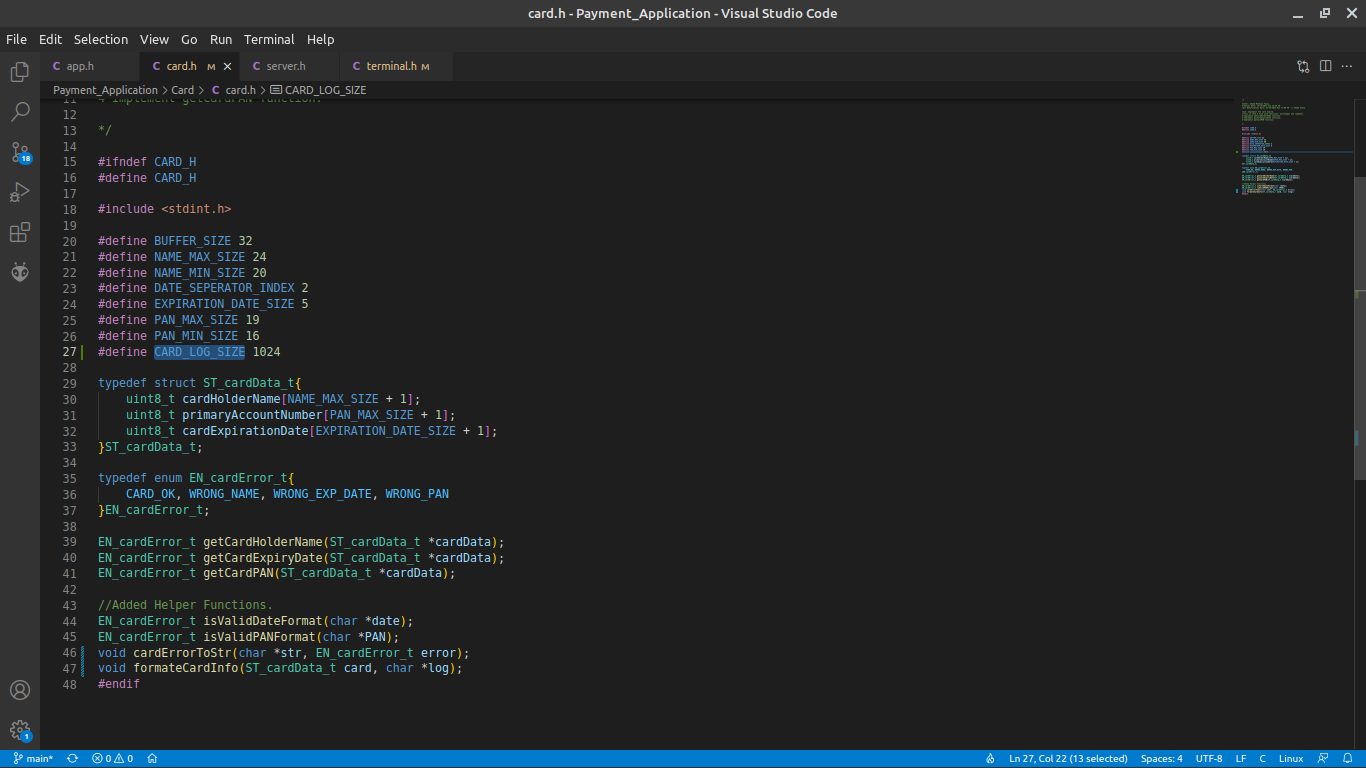 card.h - Payment_Application - Visual Studio Code
File Edit Selection View Go Run Terminal Help
C app.h C card.h M C server.h C terminal.h M
Payment_Application > Card > C card.h > CARD_LOG_SIZE
11 4 implement getCardPAN function.
12
13 */
14
15 #ifndef CARD_H
16 #define CARD_H
17
18 #include <stdint.h>
19
20 #define BUFFER_SIZE 32
21 #define NAME_MAX_SIZE 24
22 #define NAME_MIN_SIZE 20
23 #define DATE_SEPERATOR_INDEX 2
24 #define EXPIRATION_DATE_SIZE 5
25 #define PAN_MAX_SIZE 19
26 #define PAN_MIN_SIZE 16
27 #define CARD_LOG_SIZE 1024
28
29 typedef struct ST_cardData_t{
30 uint8_t cardHolderName[NAME_MAX_SIZE + 1];
31 uint8_t primaryAccountNumber[PAN_MAX_SIZE + 1];
32 uint8_t cardExpirationDate[EXPIRATION_DATE_SIZE + 1];
33 }ST_cardData_t;
34
35 typedef enum EN_cardError_t{
36 CARD_OK, WRONG_NAME, WRONG_EXP_DATE, WRONG_PAN
37 }EN_cardError_t;
38
39 EN_cardError_t getCardHolderName(ST_cardData_t *cardData);
40 EN_cardError_t getCardExpiryDate(ST_cardData_t *cardData);
41 EN_cardError_t getCardPAN(ST_cardData_t *cardData);
42
43 //Added Helper Functions.
44 EN_cardError_t isValidDateFormat(char *date);
45 EN_cardError_t isValidPANFormat(char *PAN);
46 void cardErrorToStr(char *str, EN_cardError_t error);
47 void formateCardInfo(ST_cardData_t card, char *log);
48 #endif
18
1
main* 0 0 Ln 27, Col 22 (13 selected) Spaces: 4 UTF-8 LF C Linux